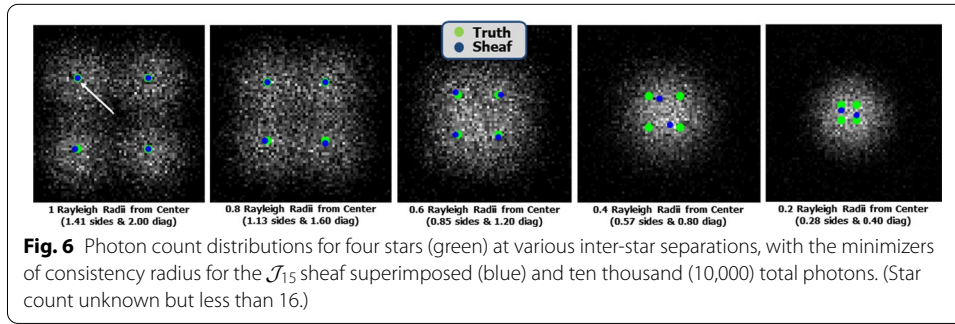 Truth
Sheaf
1 Rayleigh Radii from Center
(1.41 sides & 2.00 diag)
0.8 Rayleigh Radii from Center
(1.13 sides & 1.60 diag)
0.6 Rayleigh Radii from Center
(0.85 sides & 1.20 diag)
0.4 Rayleigh Radii from Center
(0.57 sides & 0.80 diag)
0.2 Rayleigh Radii from Center
(0.28 sides & 0.40 diag)
Fig. 6 Photon count distributions for four stars (green) at various inter-star separations, with the minimizers
of consistency radius for the 𝒥₁₅ sheaf superimposed (blue) and ten thousand (10,000) total photons. (Star
count unknown but less than 16.)